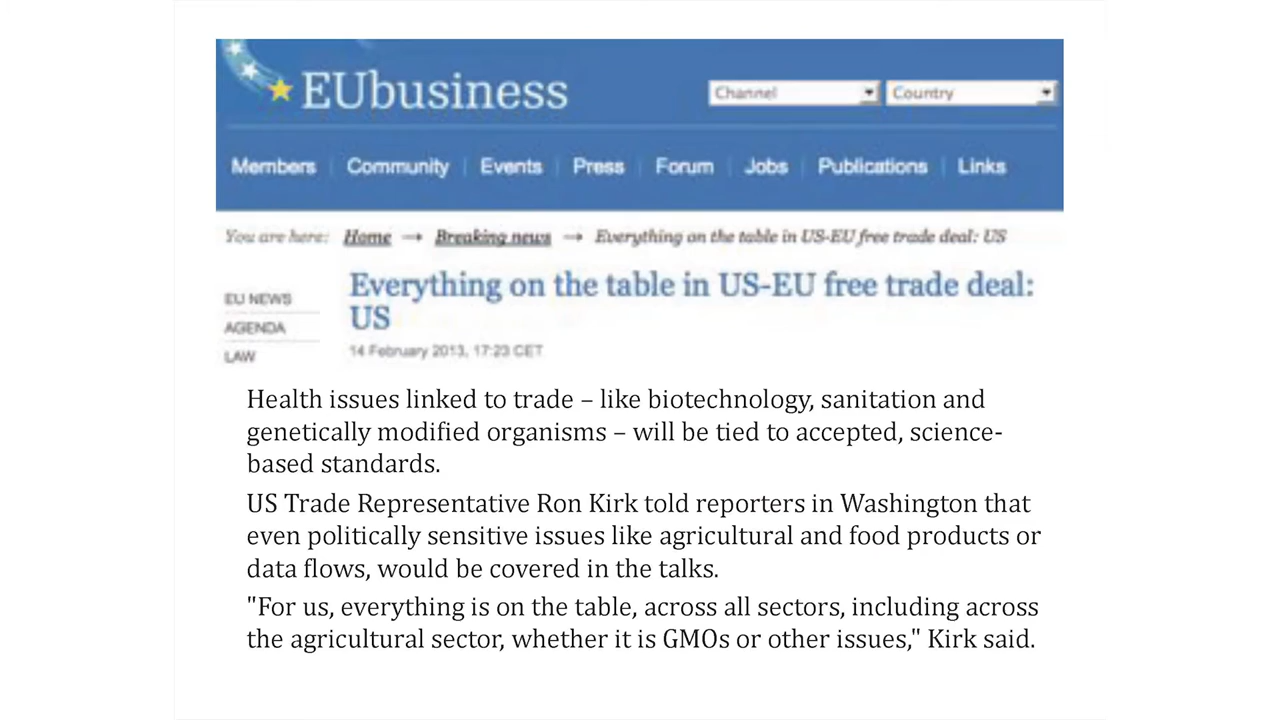 EUbusiness
Channel
Country
Members
Community
Events
Press
Forum
Jobs
Publications
Links
You are here: Home → Breaking news → Everything on the table in US-EU free trade deal: US
EU NEWS
AGENDA
LAW
Everything on the table in US-EU free trade deal:
US
14 February 2013, 17:23 CET
Health issues linked to trade – like biotechnology, sanitation and
genetically modified organisms – will be tied to accepted, science-
based standards.
US Trade Representative Ron Kirk told reporters in Washington that
even politically sensitive issues like agricultural and food products or
data flows, would be covered in the talks.
"For us, everything is on the table, across all sectors, including across
the agricultural sector, whether it is GMOs or other issues," Kirk said.